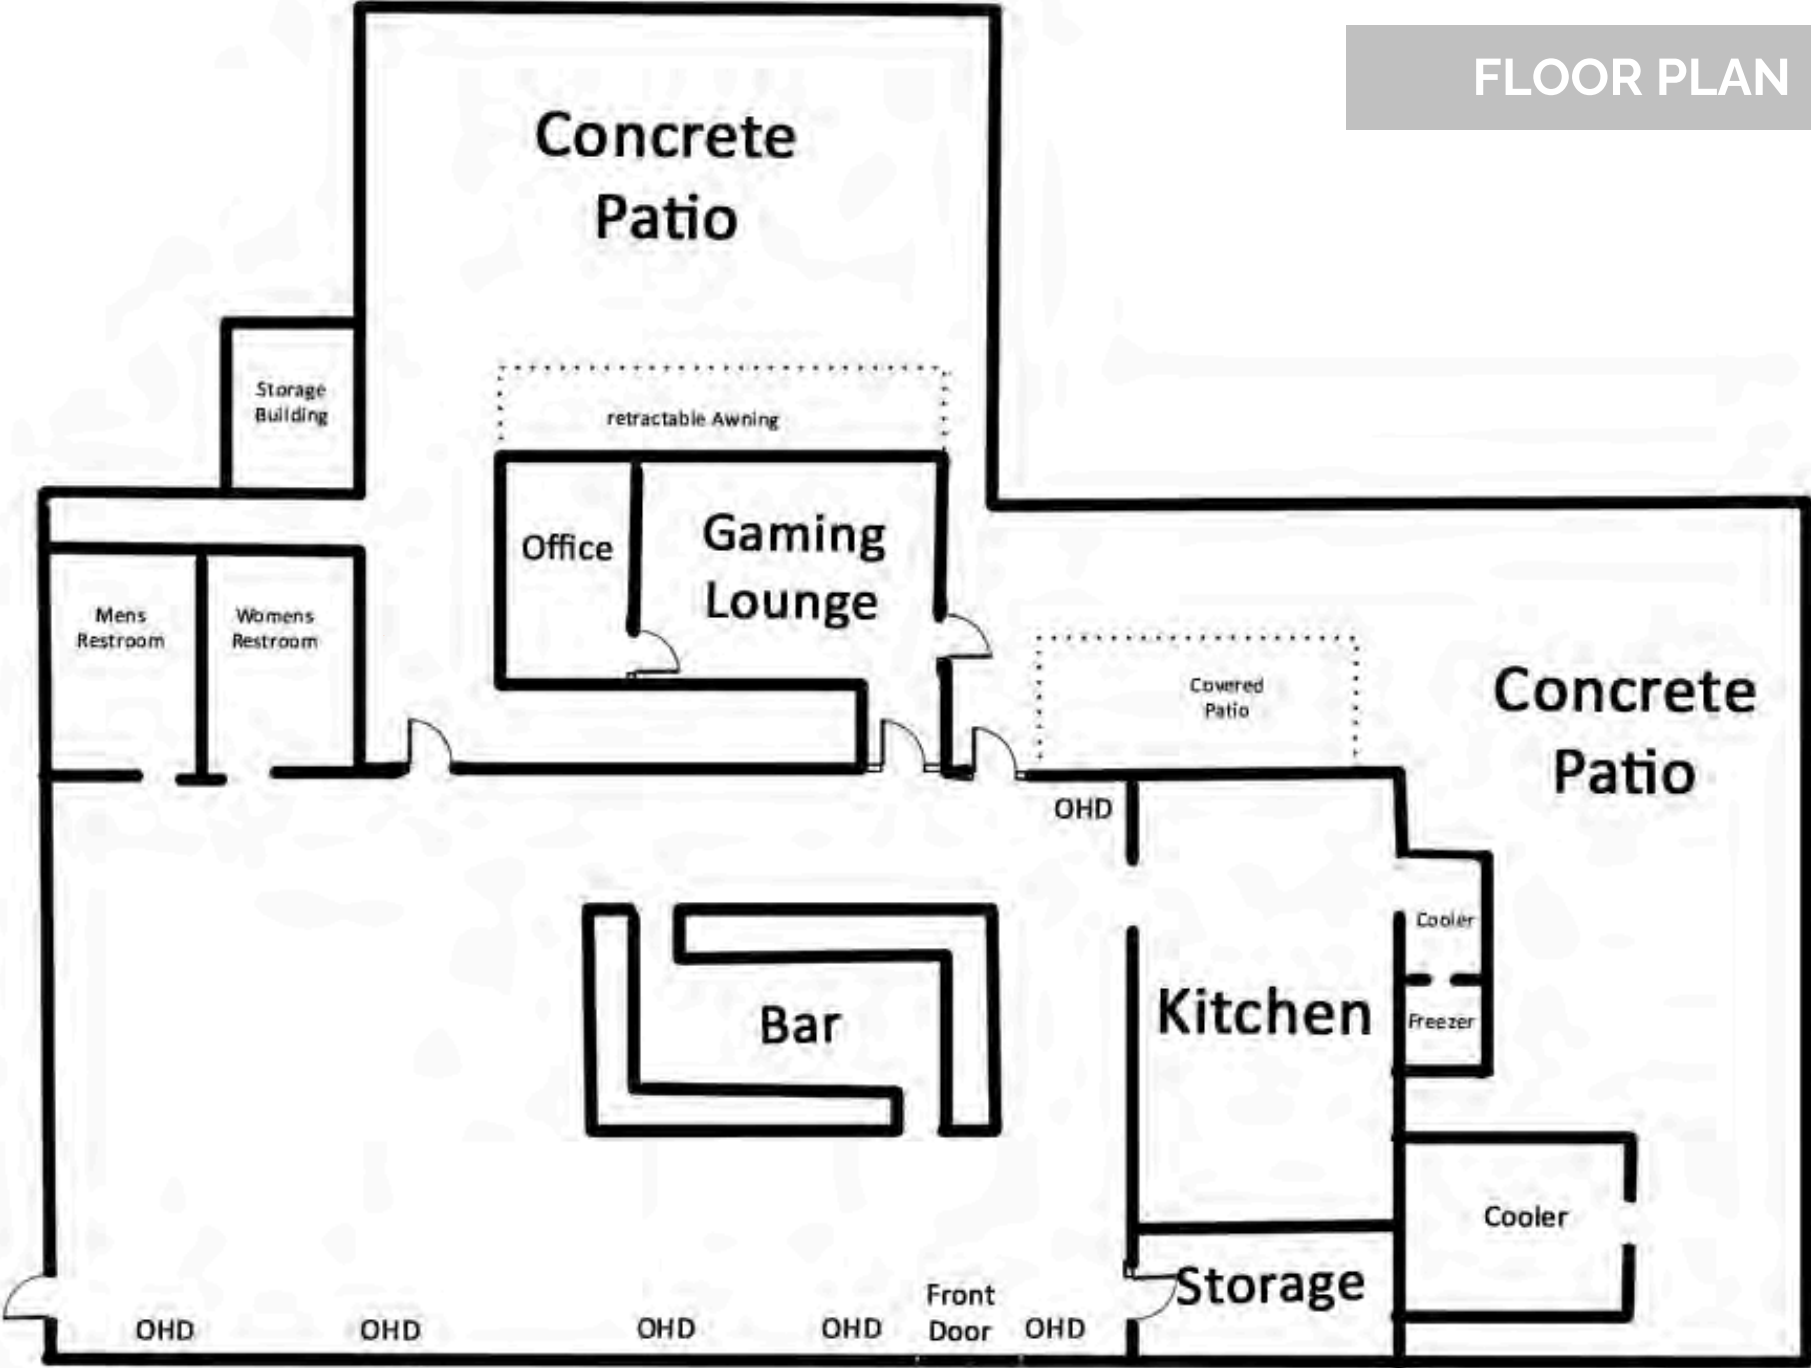 FLOOR PLAN
Concrete
Patio
Storage
Building
retractable Awning
Office
Gaming
Lounge
Mens
Restroom
Womens
Restroom
Covered
Patio
Concrete
Patio
OHD
Cooler
Bar
Kitchen
Freezer
Cooler
Storage
Front
Door
OHD
OHD
OHD
OHD
OHD